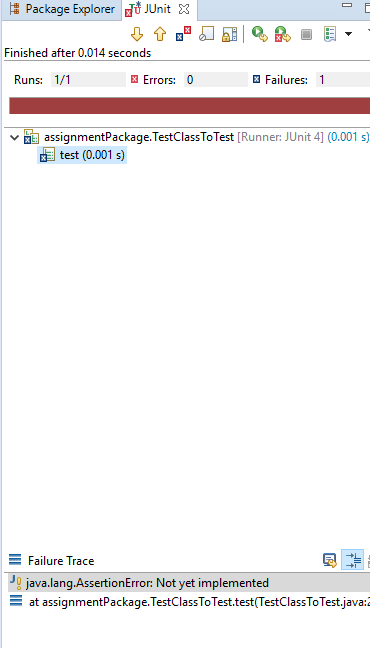 Package Explorer JUnit
Finished after 0.014 seconds
Runs: 1/1 Errors: 0 Failures: 1
assignmentPackage.TestClassToTest [Runner: JUnit 4] (0.001 s)
test (0.001 s)
Failure Trace
java.lang.AssertionError: Not yet implemented
at assignmentPackage.TestClassToTest.test(TestClassToTest.java:2